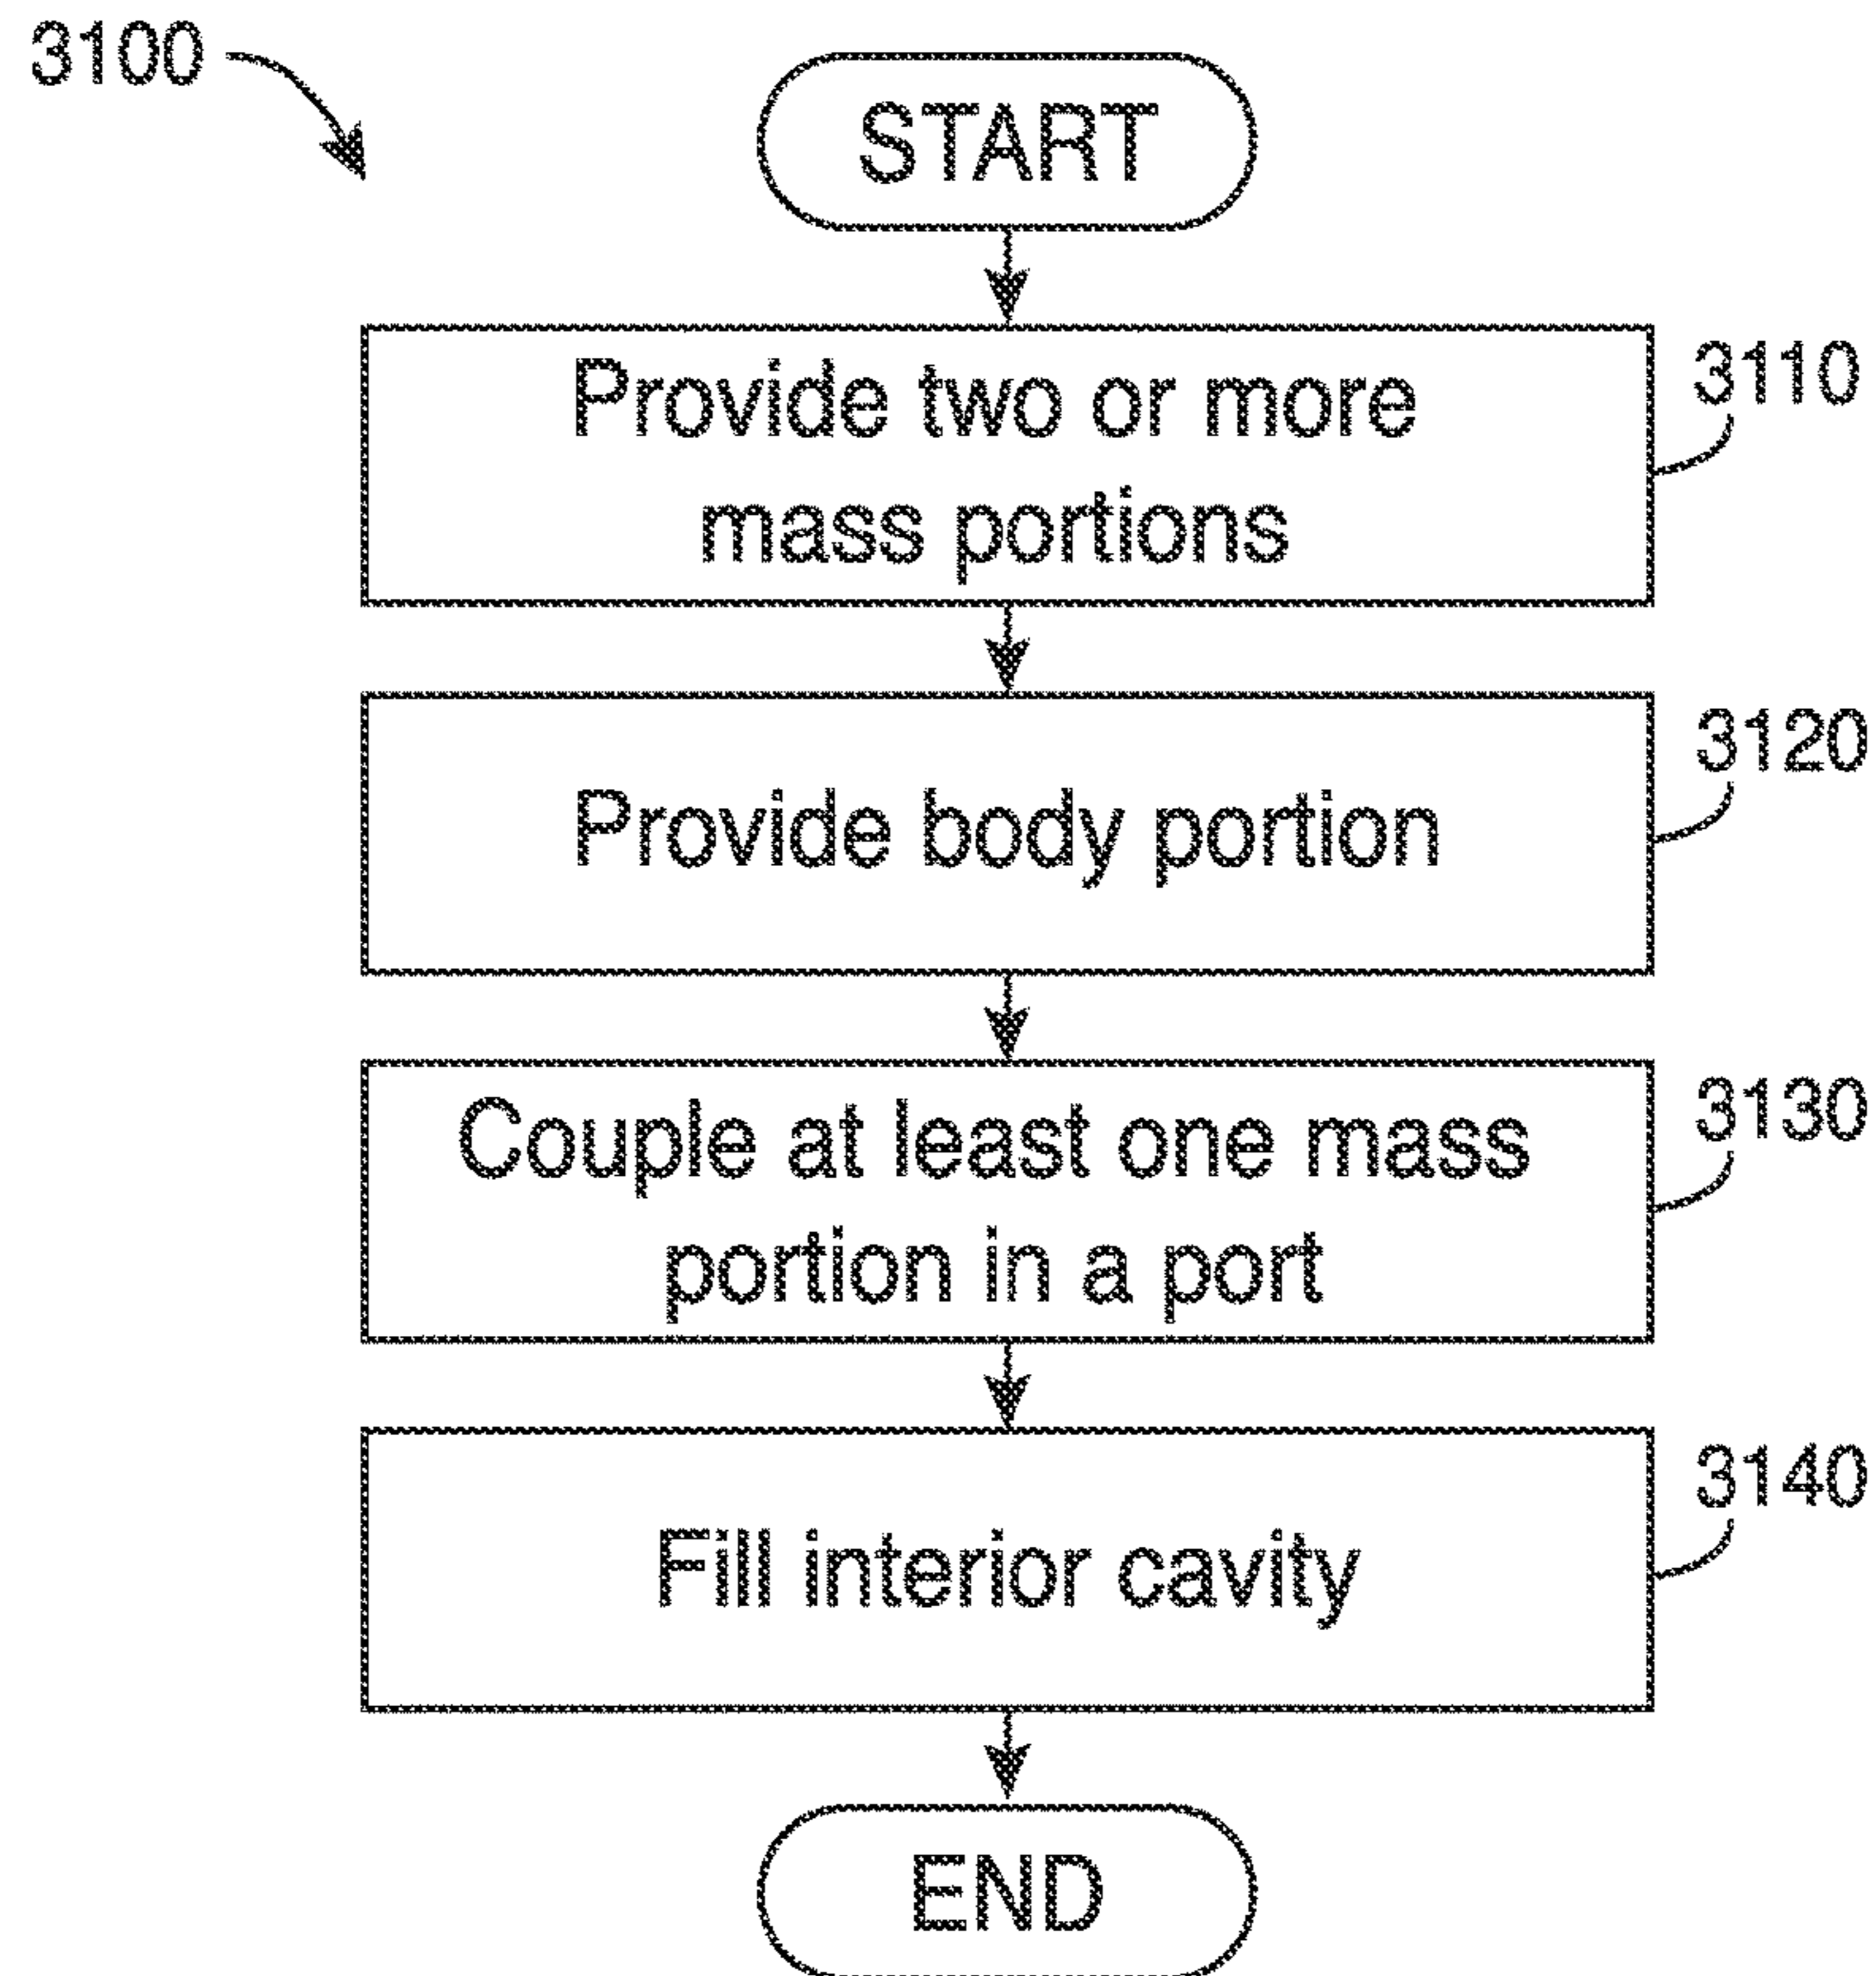 3100
START
Provide two or more
mass portions
3110
Provide body portion
3120
Couple at least one mass
portion in a port
3130
Fill interior cavity
3140
END